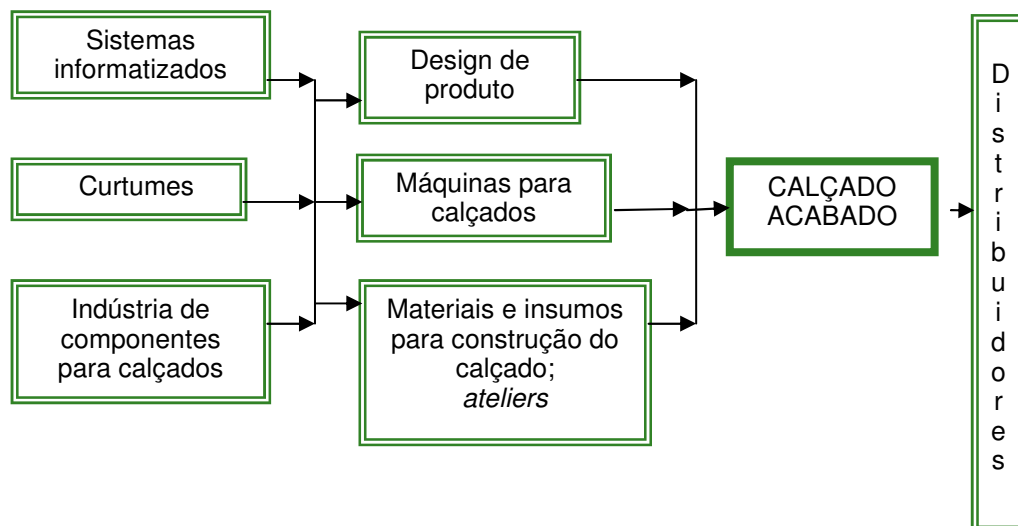 Sistemas
informatizados
Curtumes
Indústria de
componentes
para calçados
Design de
produto
Máquinas para
calçados
Materiais e insumos
para construção do
calçado;
ateliers
CALÇADO
ACABADO
D
i
s
t
r
i
b
u
i
d
o
r
e
s